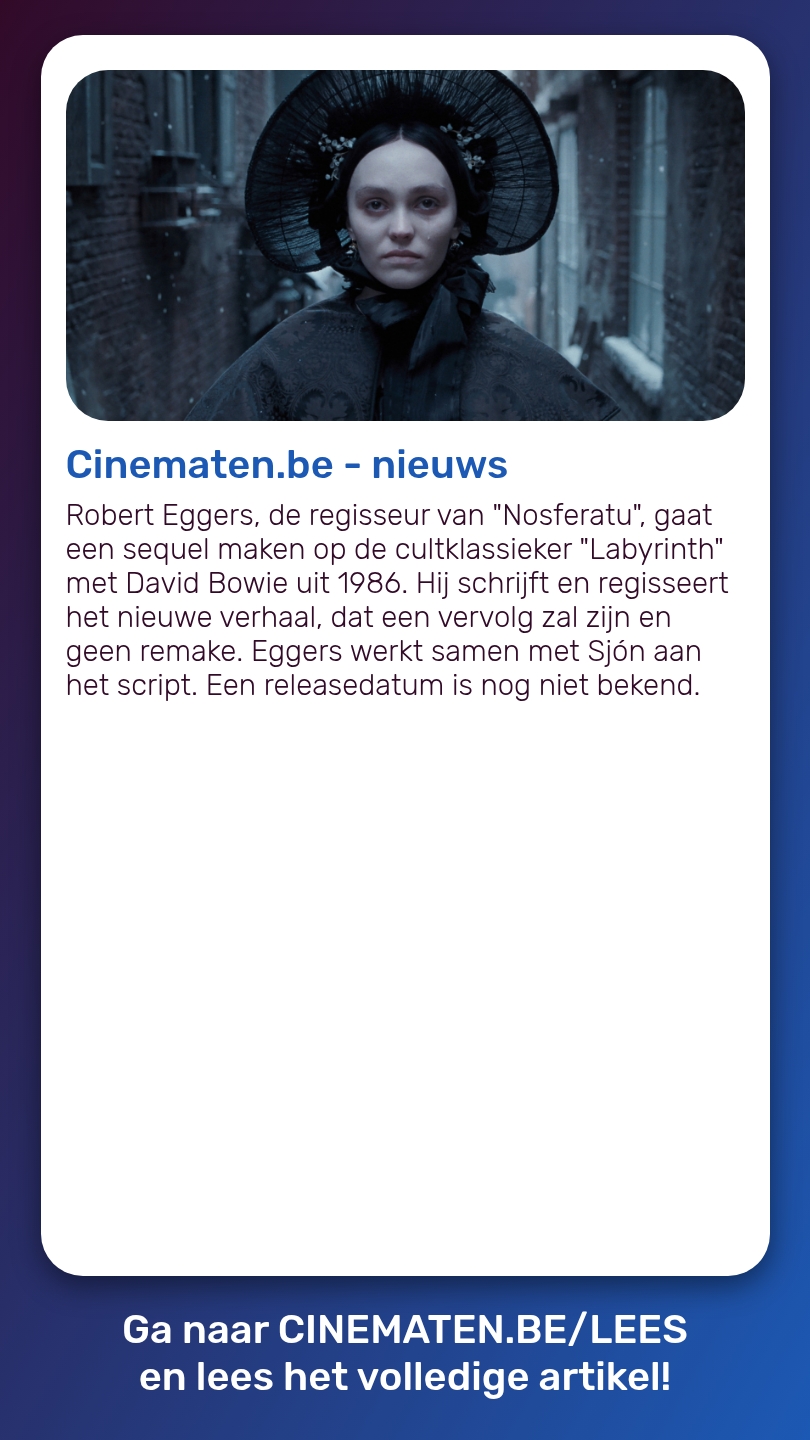 Cinematen.be - nieuws
Robert Eggers, de regisseur van "Nosferatu", gaat
een sequel maken op de cultklassieker "Labyrinth"
met David Bowie uit 1986. Hij schrijft en regisseert
het nieuwe verhaal, dat een vervolg zal zijn en
geen remake. Eggers werkt samen met Sjón aan
het script. Een releasedatum is nog niet bekend.
Ga naar CINEMATEN.BE/LEES
en lees het volledige artikel!